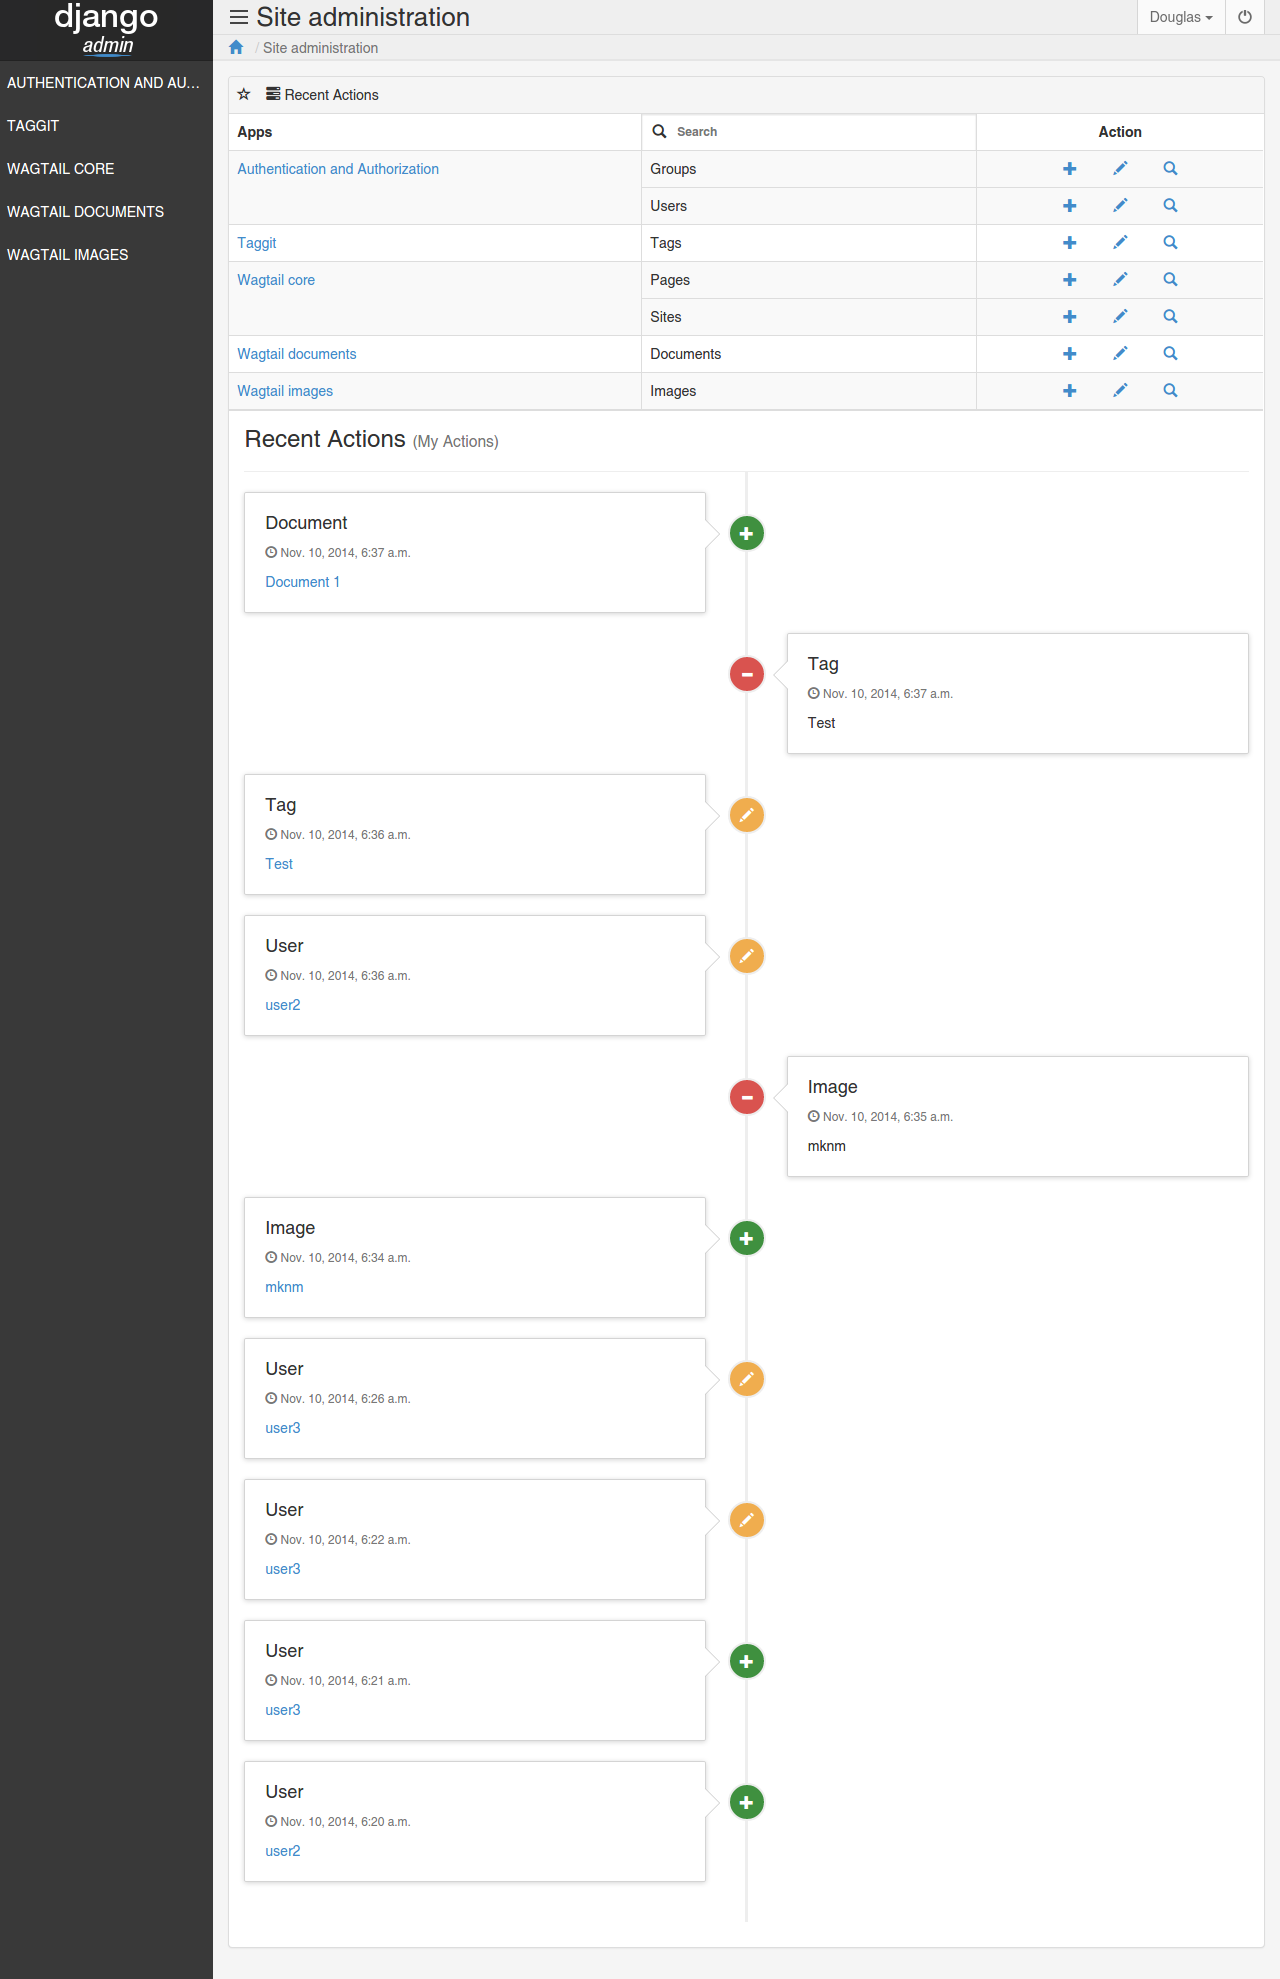 django
admin
AUTHENTICATION AND AU...
TAGGIT
WAGTAIL CORE
WAGTAIL DOCUMENTS
WAGTAIL IMAGES
Site administration
Douglas
/ Site administration
Recent Actions
Apps Search Action
Authentication and Authorization Groups
Users
Taggit Tags
Wagtail core Pages
Sites
Wagtail documents Documents
Wagtail images Images
Recent Actions (My Actions)
Document
Nov. 10, 2014, 6:37 a.m.
Document 1
Tag
Nov. 10, 2014, 6:37 a.m.
Test
Tag
Nov. 10, 2014, 6:36 a.m.
Test
User
Nov. 10, 2014, 6:36 a.m.
user2
Image
Nov. 10, 2014, 6:35 a.m.
mknm
Image
Nov. 10, 2014, 6:34 a.m.
mknm
User
Nov. 10, 2014, 6:26 a.m.
user3
User
Nov. 10, 2014, 6:22 a.m.
user3
User
Nov. 10, 2014, 6:21 a.m.
user3
User
Nov. 10, 2014, 6:20 a.m.
user2